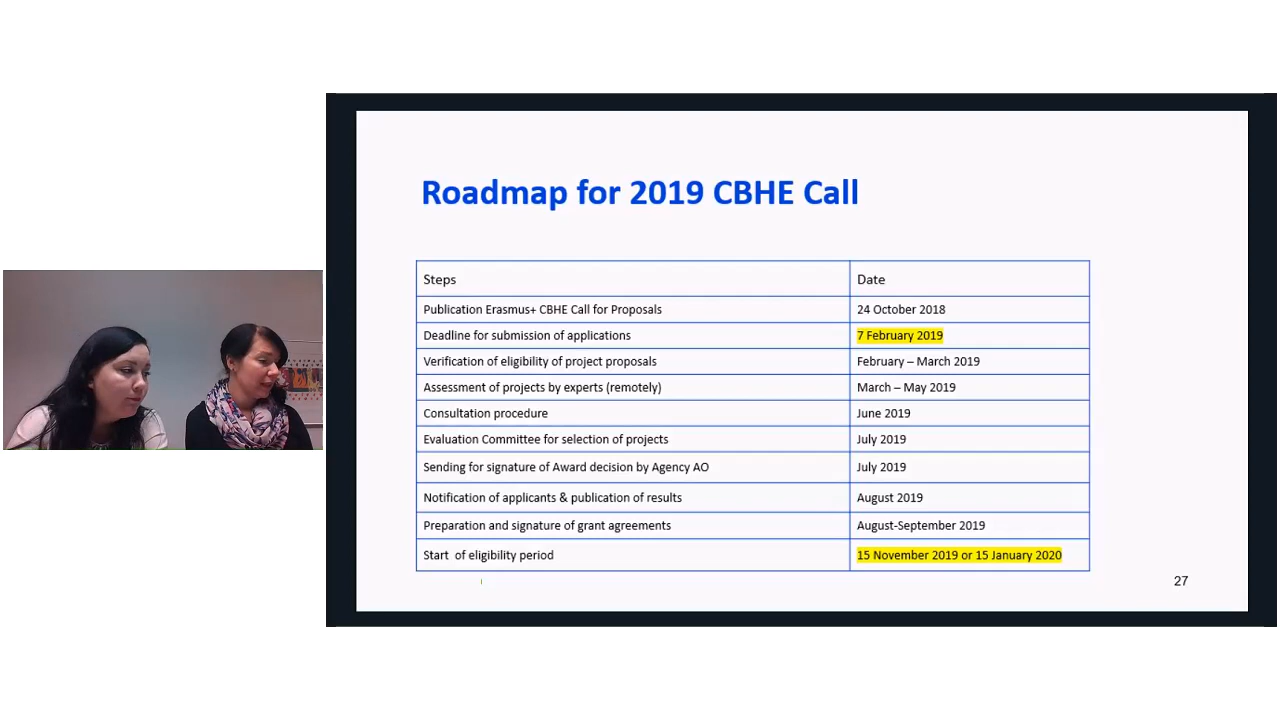 Roadmap for 2019 CBHE Call
Steps Date
Publication Erasmus+ CBHE Call for Proposals 24 October 2018
Deadline for submission of applications 7 February 2019
Verification of eligibility of project proposals February – March 2019
Assessment of projects by experts (remotely) March – May 2019
Consultation procedure June 2019
Evaluation Committee for selection of projects July 2019
Sending for signature of Award decision by Agency AO July 2019
Notification of applicants & publication of results August 2019
Preparation and signature of grant agreements August-September 2019
Start of eligibility period 15 November 2019 or 15 January 2020
27